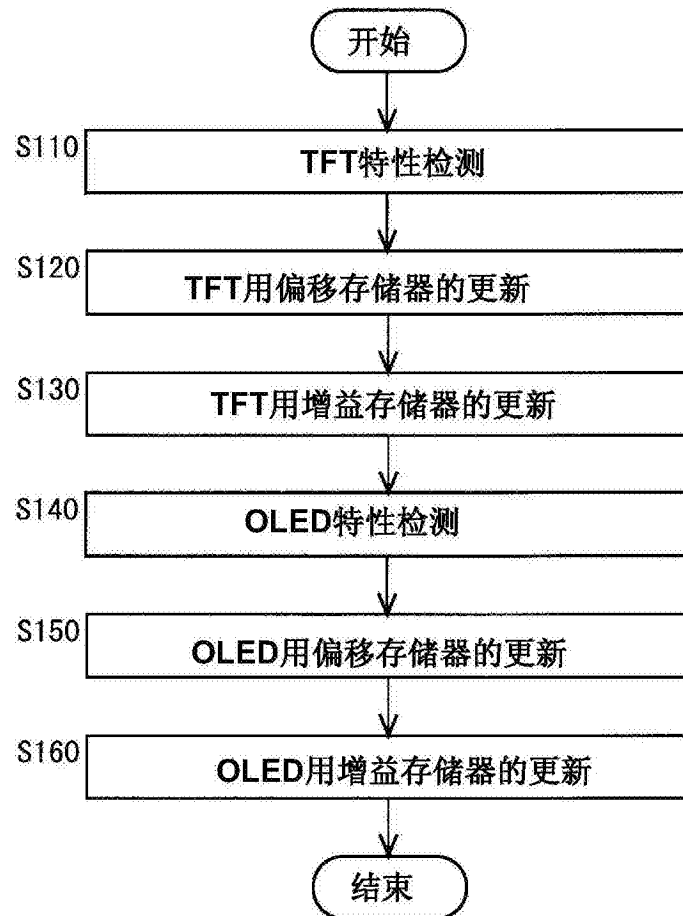 开始
S110
TFT特性检测
S120
TFT用偏移存储器的更新
S130
TFT用增益存储器的更新
S140
OLED特性检测
S150
OLED用偏移存储器的更新
S160
OLED用增益存储器的更新
结束